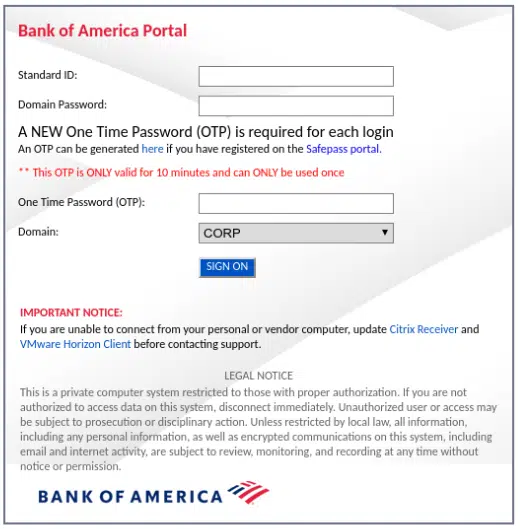 Bank of America Portal
Standard ID:
Domain Password:
A NEW One Time Password (OTP) is required for each login
An OTP can be generated here if you have registered on the Safepass portal.
** This OTP is ONLY valid for 10 minutes and can ONLY be used once
One Time Password (OTP):
Domain:
CORP
SIGN ON
IMPORTANT NOTICE:
If you are unable to connect from your personal or vendor computer, update Citrix Receiver and
VMware Horizon Client before contacting support.
LEGAL NOTICE
This is a private computer system restricted to those with proper authorization. If you are not
authorized to access data on this system, disconnect immediately. Unauthorized user or access may
be subject to prosecution or disciplinary action. Unless restricted by local law, all information,
including any personal information, as well as encrypted communications on this system, including
email and internet activity, are subject to review, monitoring, and recording at any time without
notice or permission.
BANK OF AMERICA